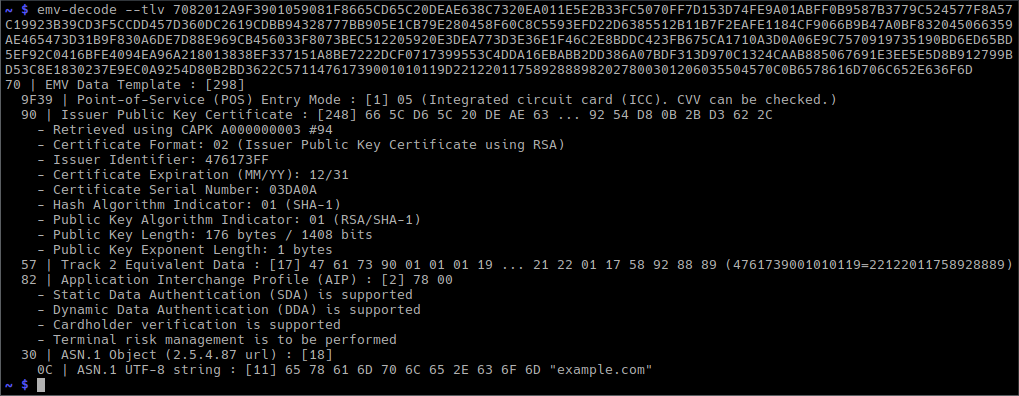 ~ $ emv-decode --tlv 7082012A9F3901059081F8665CD65C20DEAE638C7320EA011E5E2B33FC5070FF7D153D74FE9A01ABFF0B9587B3779C524577F8A57
C19923B39CD3F5CCDD457D360DC2619CDBB94328777BB905E1CB79E280458F60C8C5593EFD22D6385512B11B7F2EAFE1184CF9066B9B47A0BF832045066359
AE465473D31B9F830A6DE7D88E969CB456033F8073BEC512205920E3DEA773D3E36E1F46C2E8BDDC423FB675CA1710A3D0A06E9C7570919735190BD6ED65BD
5EF92C0416BFE4094EA96A218013838EF337151A8BE7222DCF0717399553C4DDA16EBABB2DD386A07BDF313D970C1324CAAB885067691E3EE5E5D8B912799B
D53C8E1830237E9EC0A9254D80B2BD3622C57114761739001010119D22122011758928889820278003012060355045 70C0B6578616D706C652E636F6D
70 | EMV Data Template : [298]
9F39 | Point-of-Service (POS) Entry Mode : [1] 05 (Integrated circuit card (ICC). CVV can be checked.)
90 | Issuer Public Key Certificate : [248] 66 5C D6 5C 20 DE AE 63 ... 92 54 D8 0B 2B D3 62 2C
- Retrieved using CAPK A000000003 #94
- Certificate Format: 02 (Issuer Public Key Certificate using RSA)
- Issuer Identifier: 476173FF
- Certificate Expiration (MM/YY): 12/31
- Certificate Serial Number: 03DA0A
- Hash Algorithm Indicator: 01 (SHA-1)
- Public Key Algorithm Indicator: 01 (RSA/SHA-1)
- Public Key Length: 176 bytes / 1408 bits
- Public Key Exponent Length: 1 bytes
57 | Track 2 Equivalent Data : [17] 47 61 73 90 01 01 01 19 ... 21 22 01 17 58 92 88 89 (4761739001010119=22122011758928889)
82 | Application Interchange Profile (AIP) : [2] 78 00
- Static Data Authentication (SDA) is supported
- Dynamic Data Authentication (DDA) is supported
- Cardholder verification is supported
- Terminal risk management is to be performed
30 | ASN.1 Object (2.5.4.87 url) : [18]
0C | ASN.1 UTF-8 string : [11] 65 78 61 6D 70 6C 65 2E 63 6F 6D "example.com"
~ $